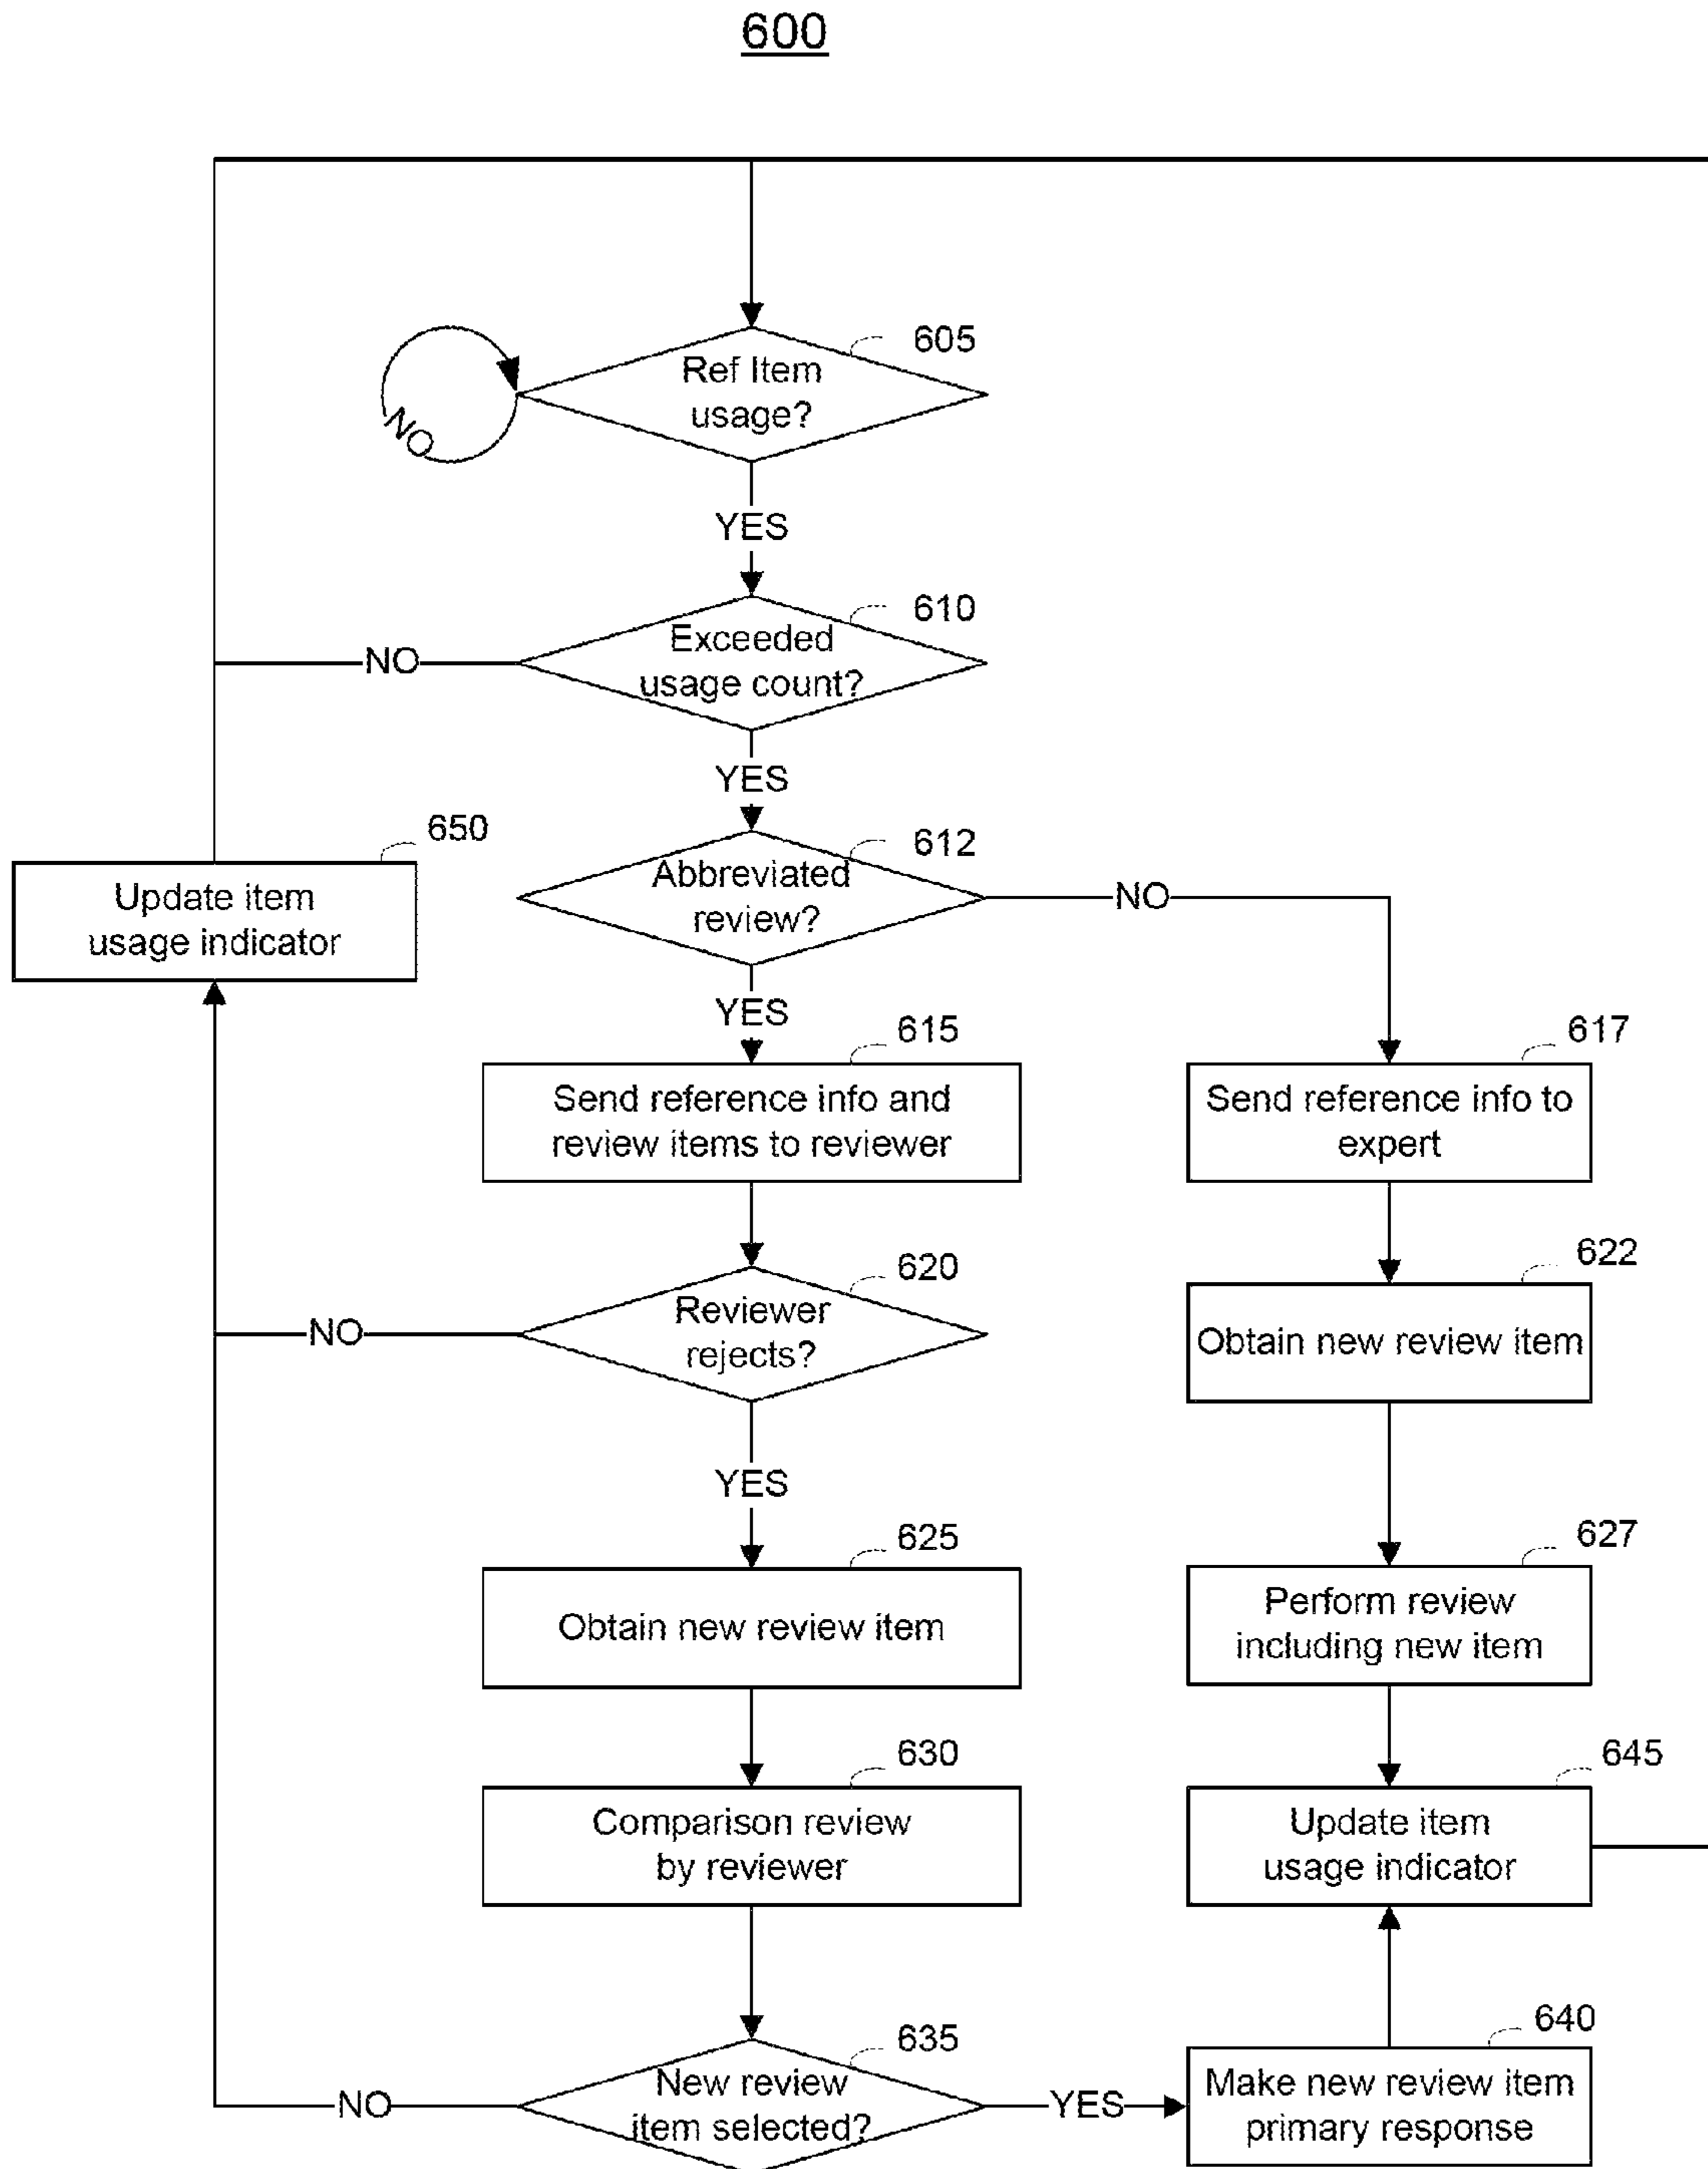 600
605
Ref Item
usage?
NO
YES
610
Exceeded
usage count?
NO
YES
650
Update item
usage indicator
612
Abbreviated
review?
NO
YES
615
Send reference info and
review items to reviewer
617
Send reference info to
expert
620
Reviewer
rejects?
NO
YES
622
Obtain new review item
625
Obtain new review item
627
Perform review
including new item
630
Comparison review
by reviewer
645
Update item
usage indicator
635
New review
item selected?
NO
YES
640
Make new review item
primary response